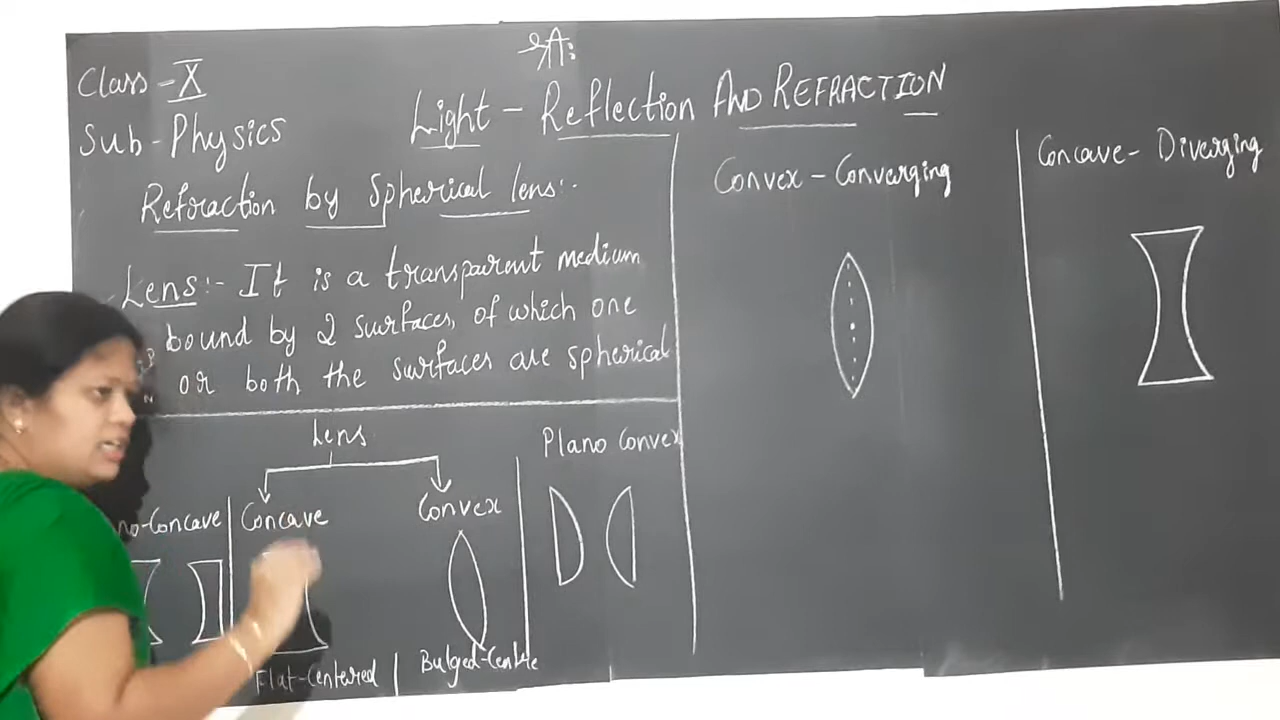 Class - X
Sub - Physics
Light - Reflection AND REFRACTION
Refraction by Spherical lens:-
Lens:- It is a transparent medium
bound by 2 surfaces, of which one
or both the surfaces are spherical
Lens
Concave
Convex
no-Concave
Flat-Centered
Bulged-Centre
Plano Convex
Convex - Converging
Concave - Diverging